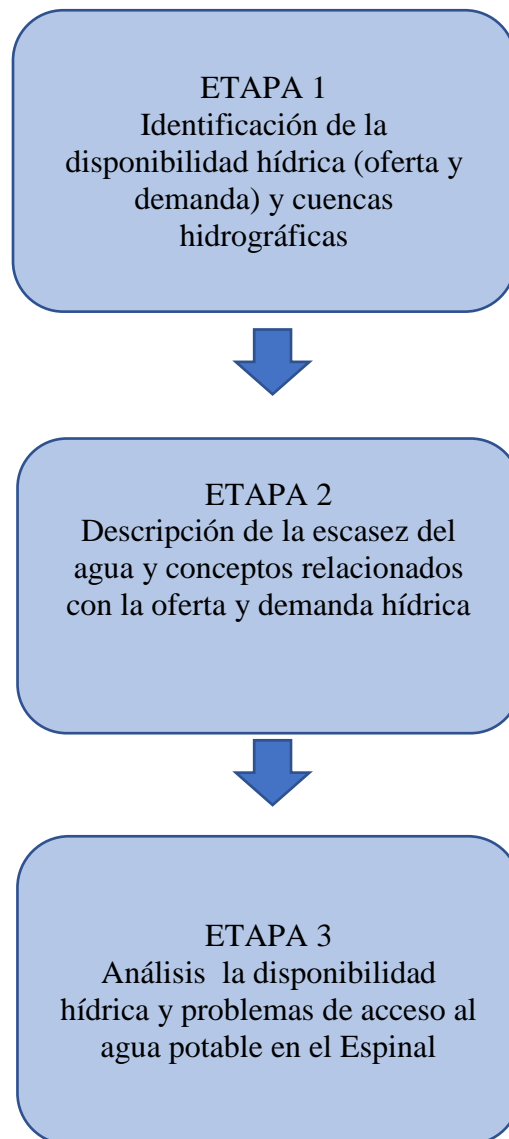 ETAPA 1
Identificación de la
disponibilidad hídrica (oferta y
demanda) y cuencas
hidrográficas
ETAPA 2
Descripción de la escasez del
agua y conceptos relacionados
con la oferta y demanda hídrica
ETAPA 3
Análisis la disponibilidad
hídrica y problemas de acceso al
agua potable en el Espinal